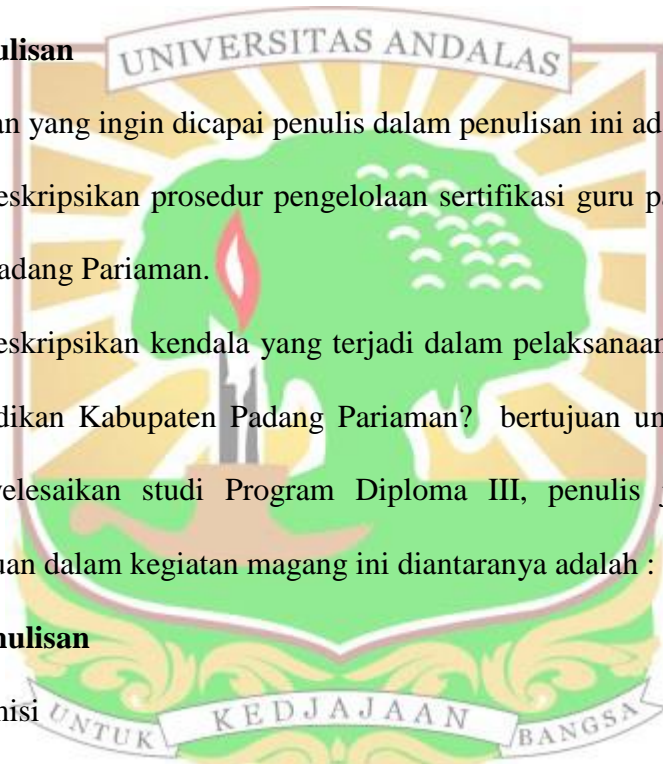 ulisan
UNIVERSITAS ANDALAS
an yang ingin dicapai penulis dalam penulisan ini ad
eskripsikan prosedur pengelolaan sertifikasi guru pa
adang Pariaman.
eskripsikan kendala yang terjadi dalam pelaksanaan
dikan Kabupaten Padang Pariaman? bertujuan un
yelesaikan studi Program Diploma III, penulis j
uan dalam kegiatan magang ini diantaranya adalah :
nulisan
nisi
UNTUK KEDJAJAAN BANGSA